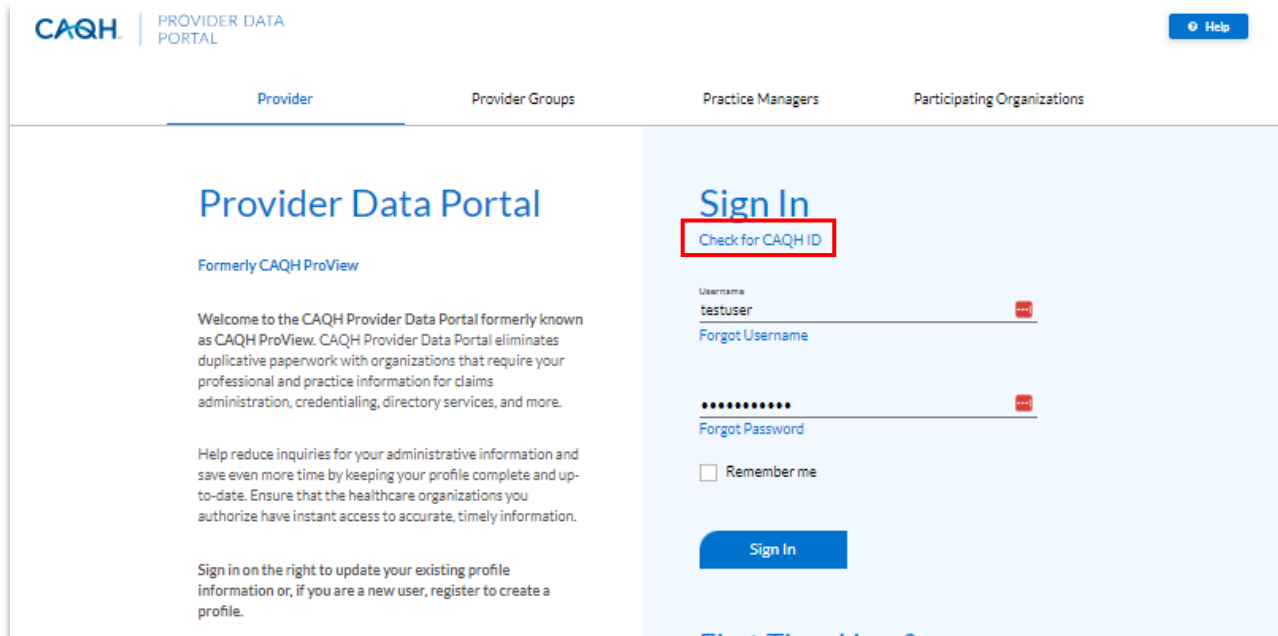 CAQH.
PROVIDER DATA
PORTAL
Help
Provider
Provider Groups
Practice Managers
Participating Organizations
Provider Data Portal
Formerly CAQH ProView
Welcome to the CAQH Provider Data Portal formerly known
as CAQH ProView. CAQH Provider Data Portal eliminates
duplicative paperwork with organizations that require your
professional and practice information for claims
administration, credentialing, directory services, and more.
Help reduce inquiries for your administrative information and
save even more time by keeping your profile complete and up-
to-date. Ensure that the healthcare organizations you
authorize have instant access to accurate, timely information.
Sign in on the right to update your existing profile
information or, if you are a new user, register to create a
profile.
Sign In
Check for CAQH ID
Username
testuser
Forgot Username
•••••••••••
Forgot Password
Remember me
Sign In